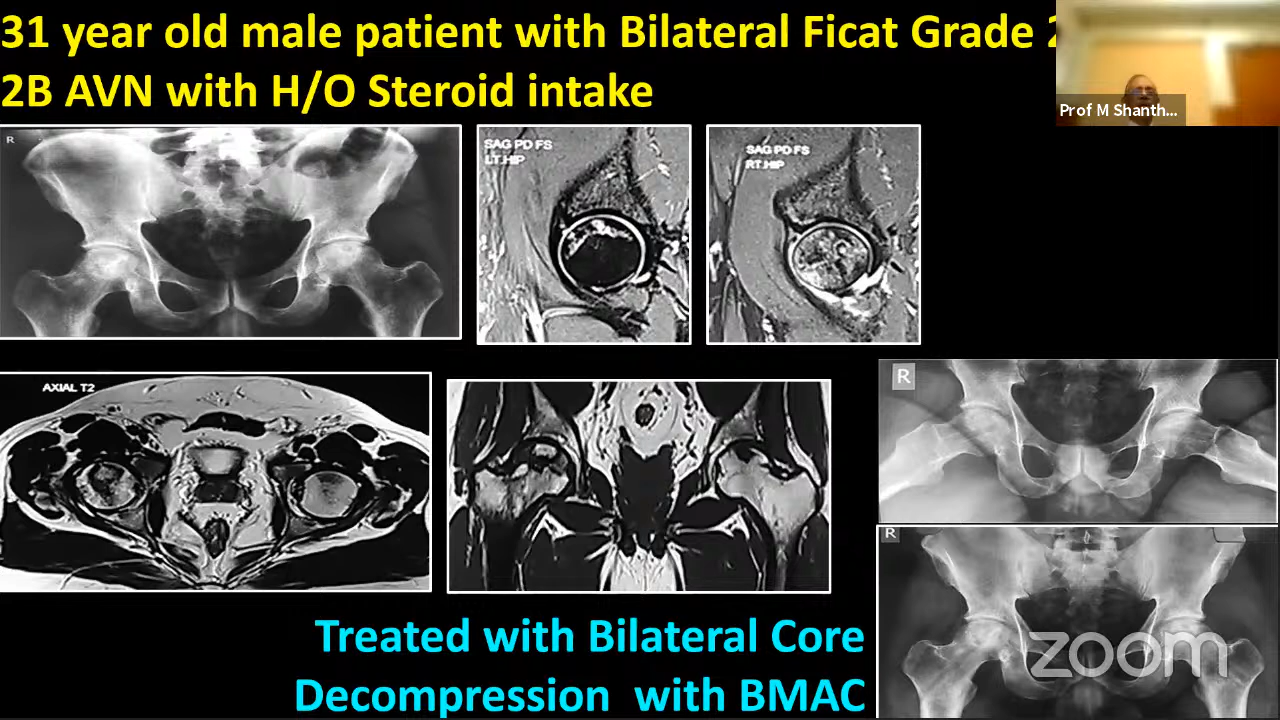 31 year old male patient with Bilateral Ficat Grade 2
2B AVN with H/O Steroid intake
Prof M Shanth...
R
SAG PD FS
LT.HIP
SAG PD FS
RT.HIP
AXIAL T2
R
R
zoom
Treated with Bilateral Core
Decompression with BMAC